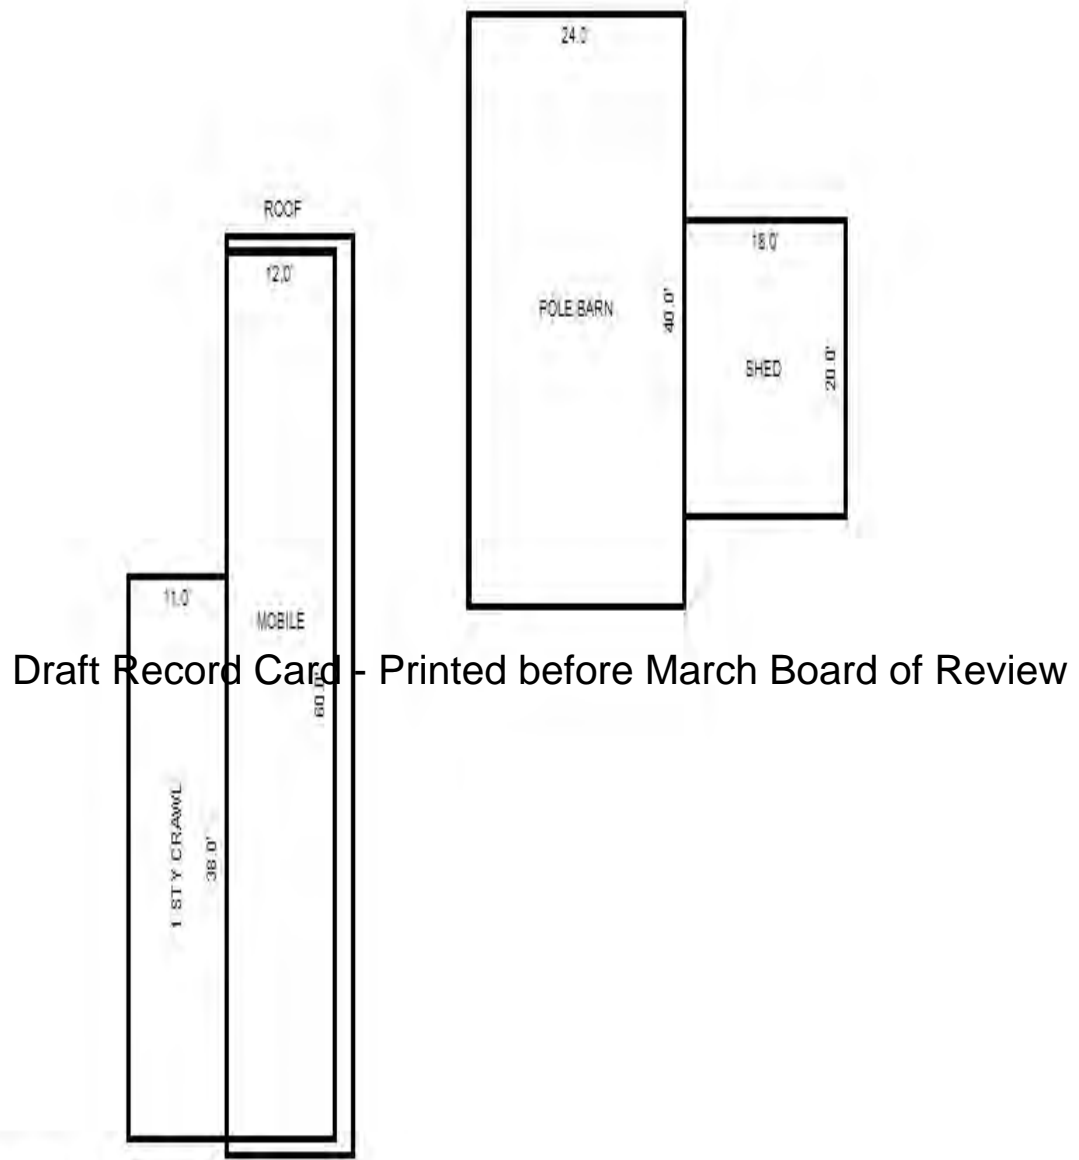 24.0'
ROOF
18.0'
12.0'
POLE BARN
40.0'
SHED
20.0'
11.0'
MOBILE
Draft Record Card - Printed before March Board of Review
60.0'
1 STY CRAWL
38.0'